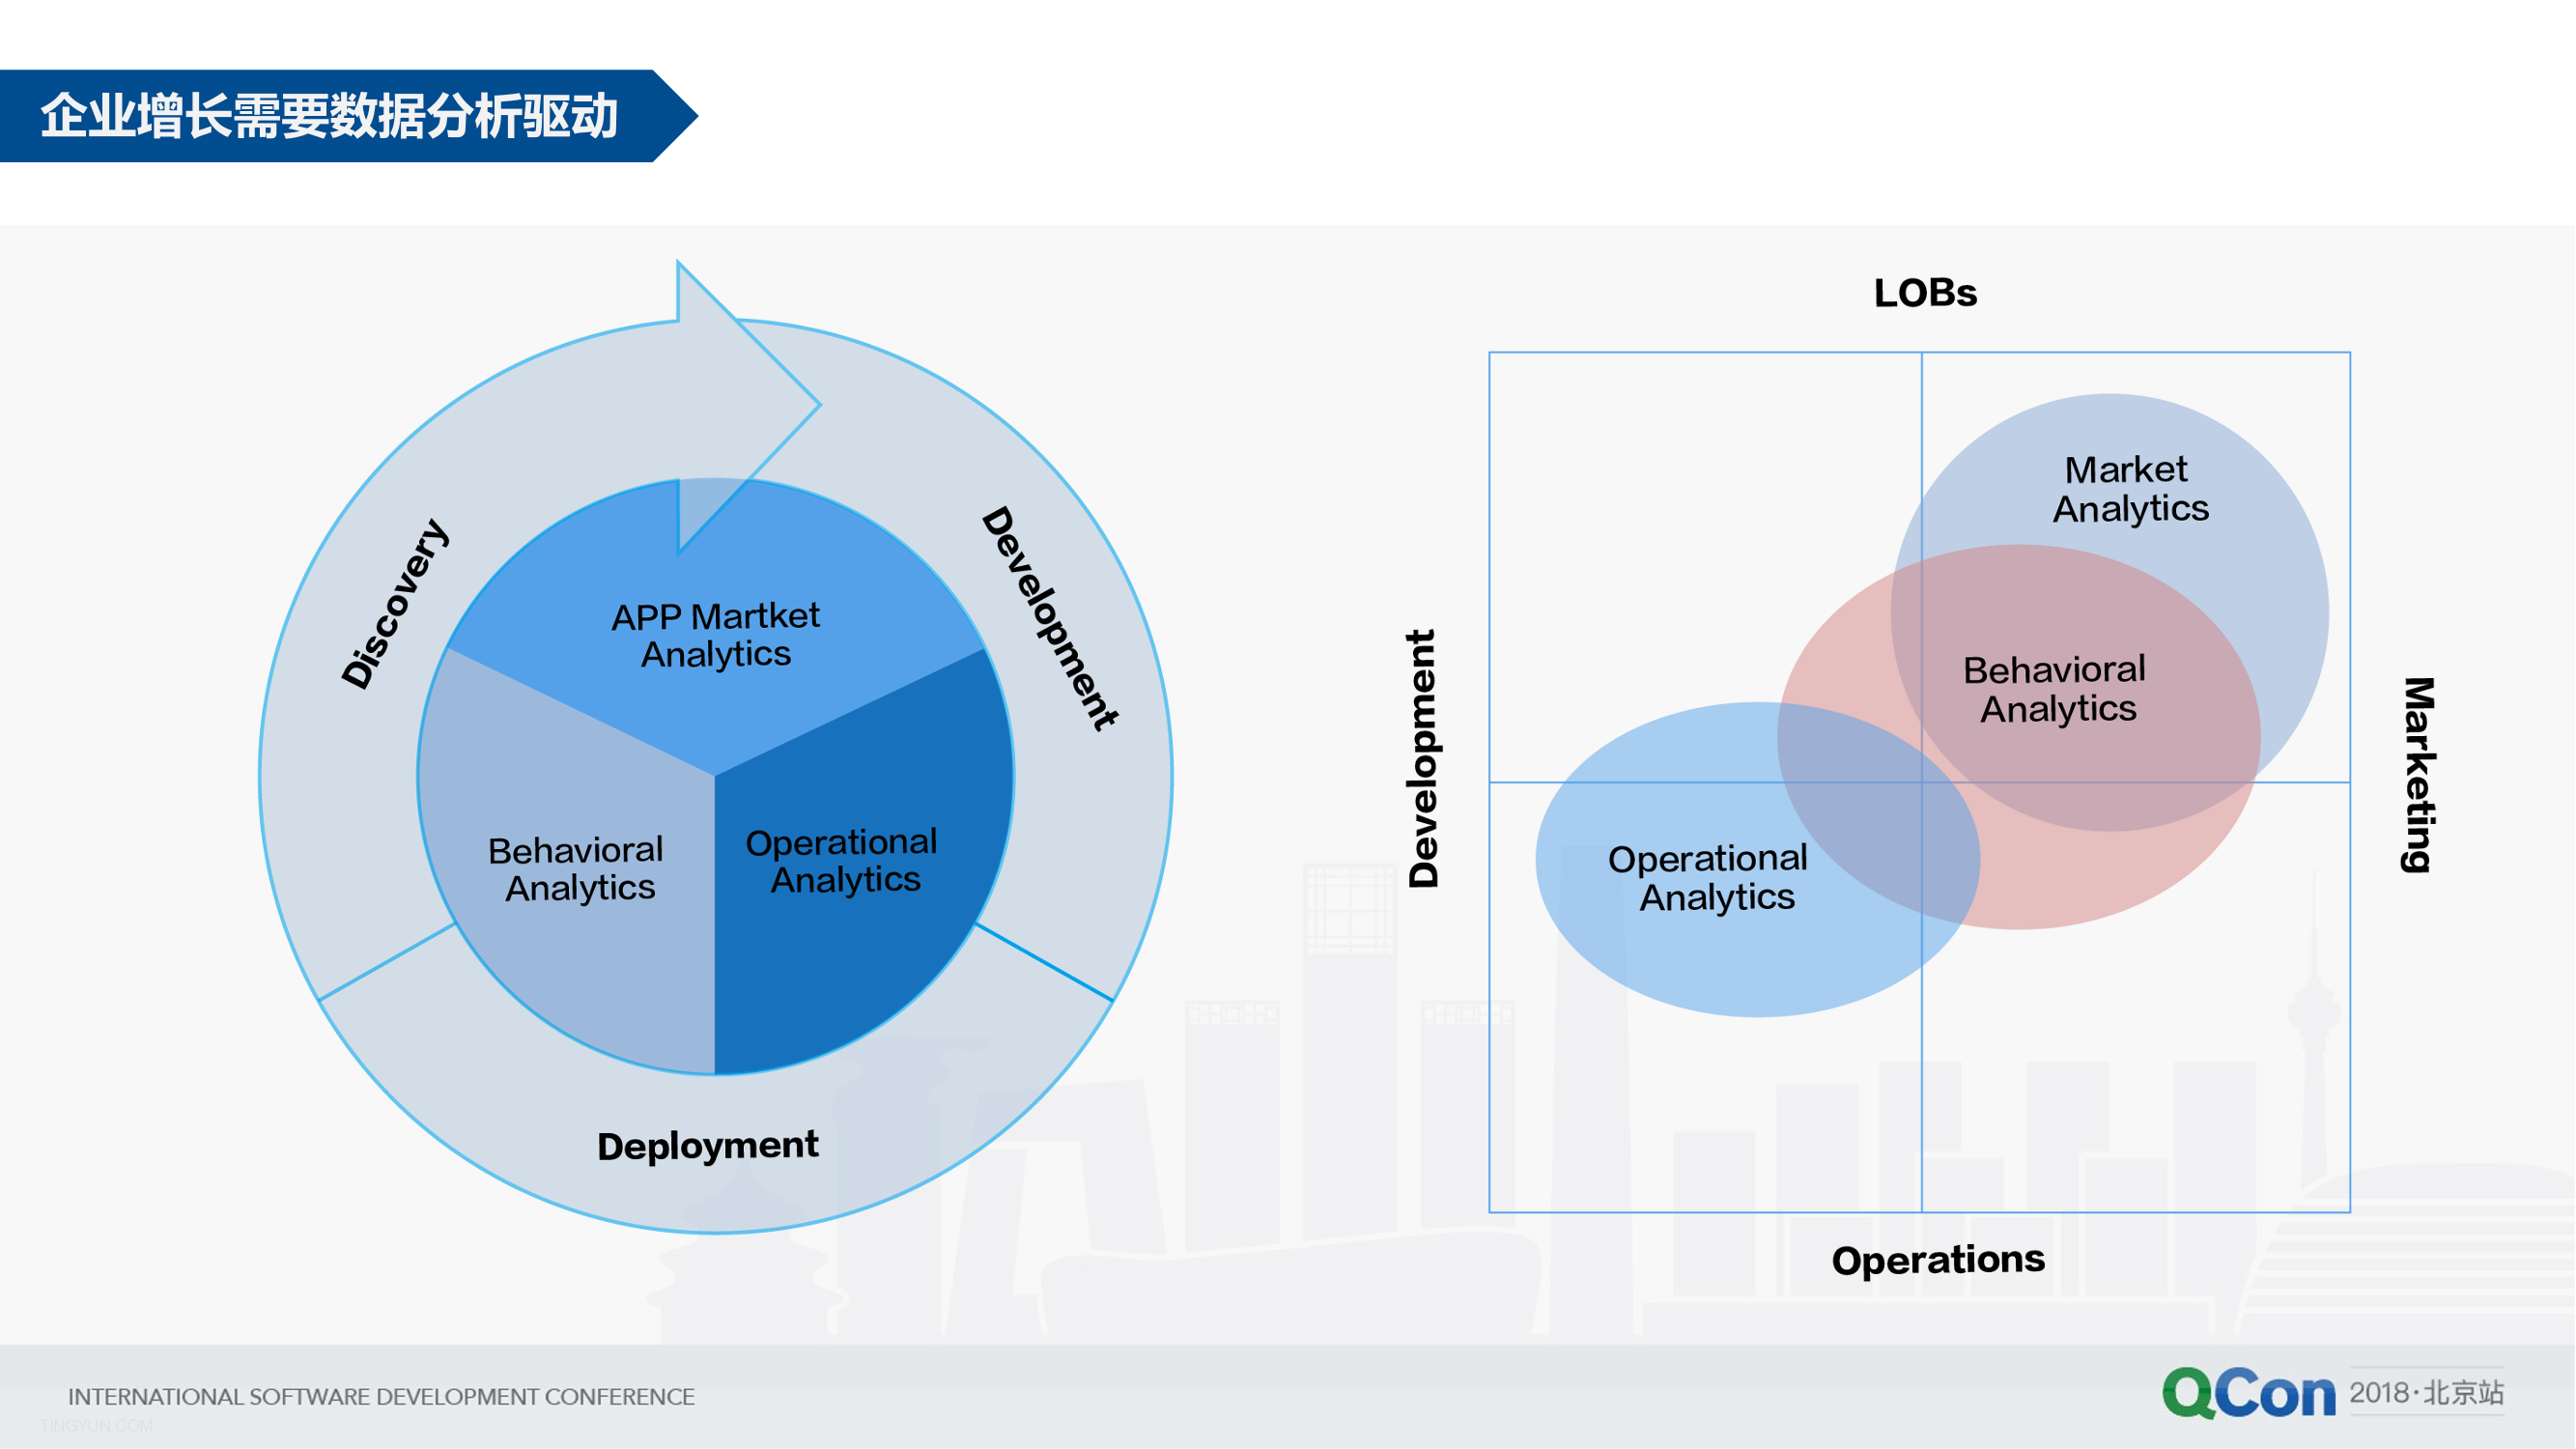 企业增长需要数据分析驱动
Discovery
Development
APP Martket
Analytics
Behavioral
Analytics
Operational
Analytics
Deployment
LOBs
Development
Market
Analytics
Behavioral
Analytics
Operational
Analytics
Marketing
Operations
INTERNATIONAL SOFTWARE DEVELOPMENT CONFERENCE
TINGYUN.COM
QCon 2018·北京站